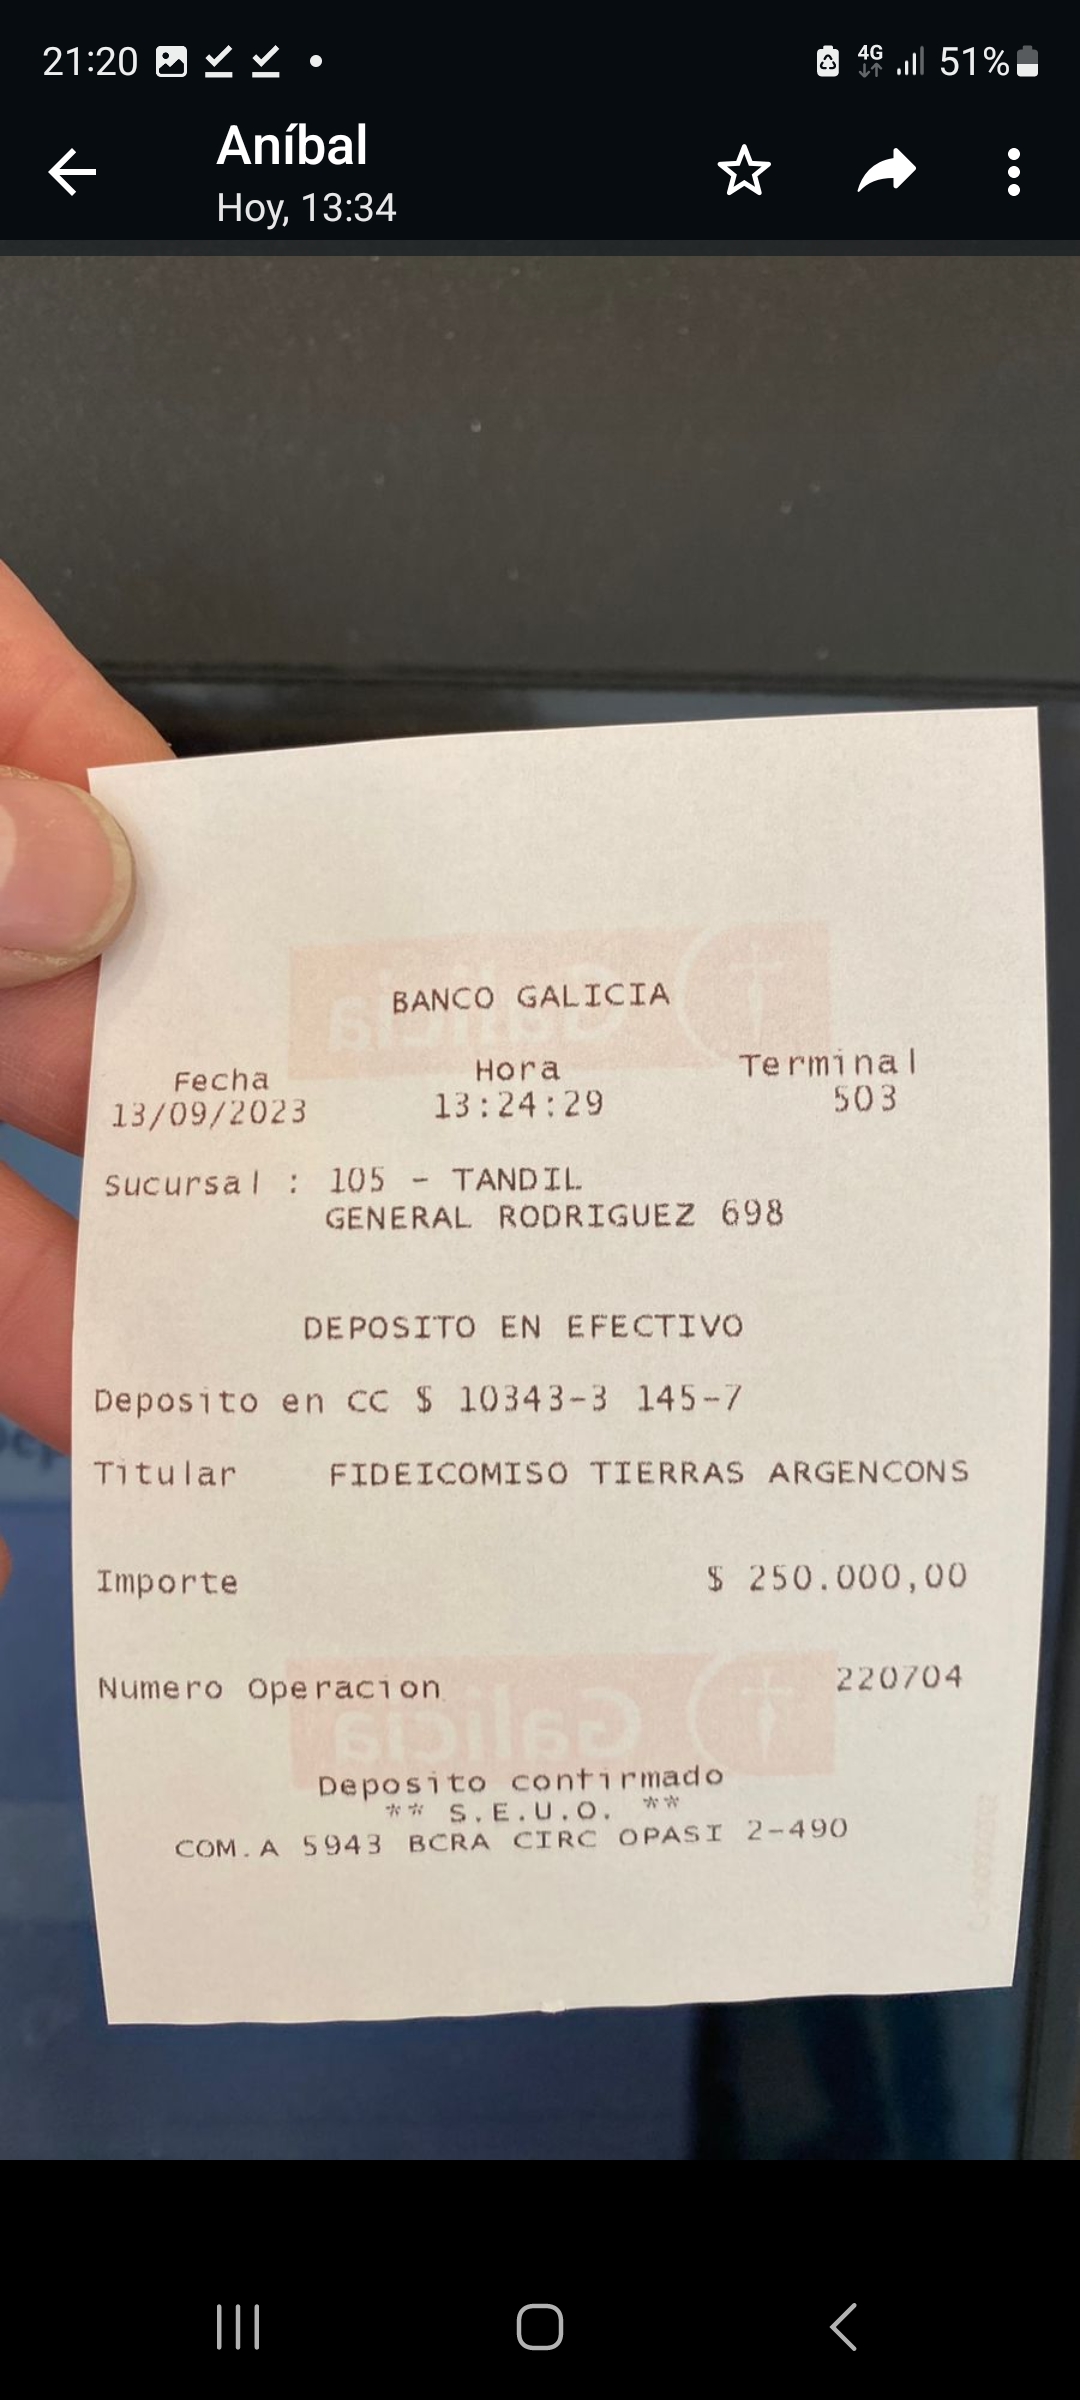 21:20 4G 51%
Aníbal
Hoy, 13:34
Galicia
BANCO GALICIA
Fecha Hora Terminal
13/09/2023 13:24:29 503
Sucursal : 105 - TANDIL
GENERAL RODRIGUEZ 698
DEPOSITO EN EFECTIVO
Deposito en CC $ 10343-3 145-7
Titular FIDEICOMISO TIERRAS ARGENCONS
Importe $ 250.000,00
Numero Operacion 220704
Galicia
Deposito confirmado
** S.E.U.O. **
COM.A 5943 BCRA CIRC OPASI 2-490